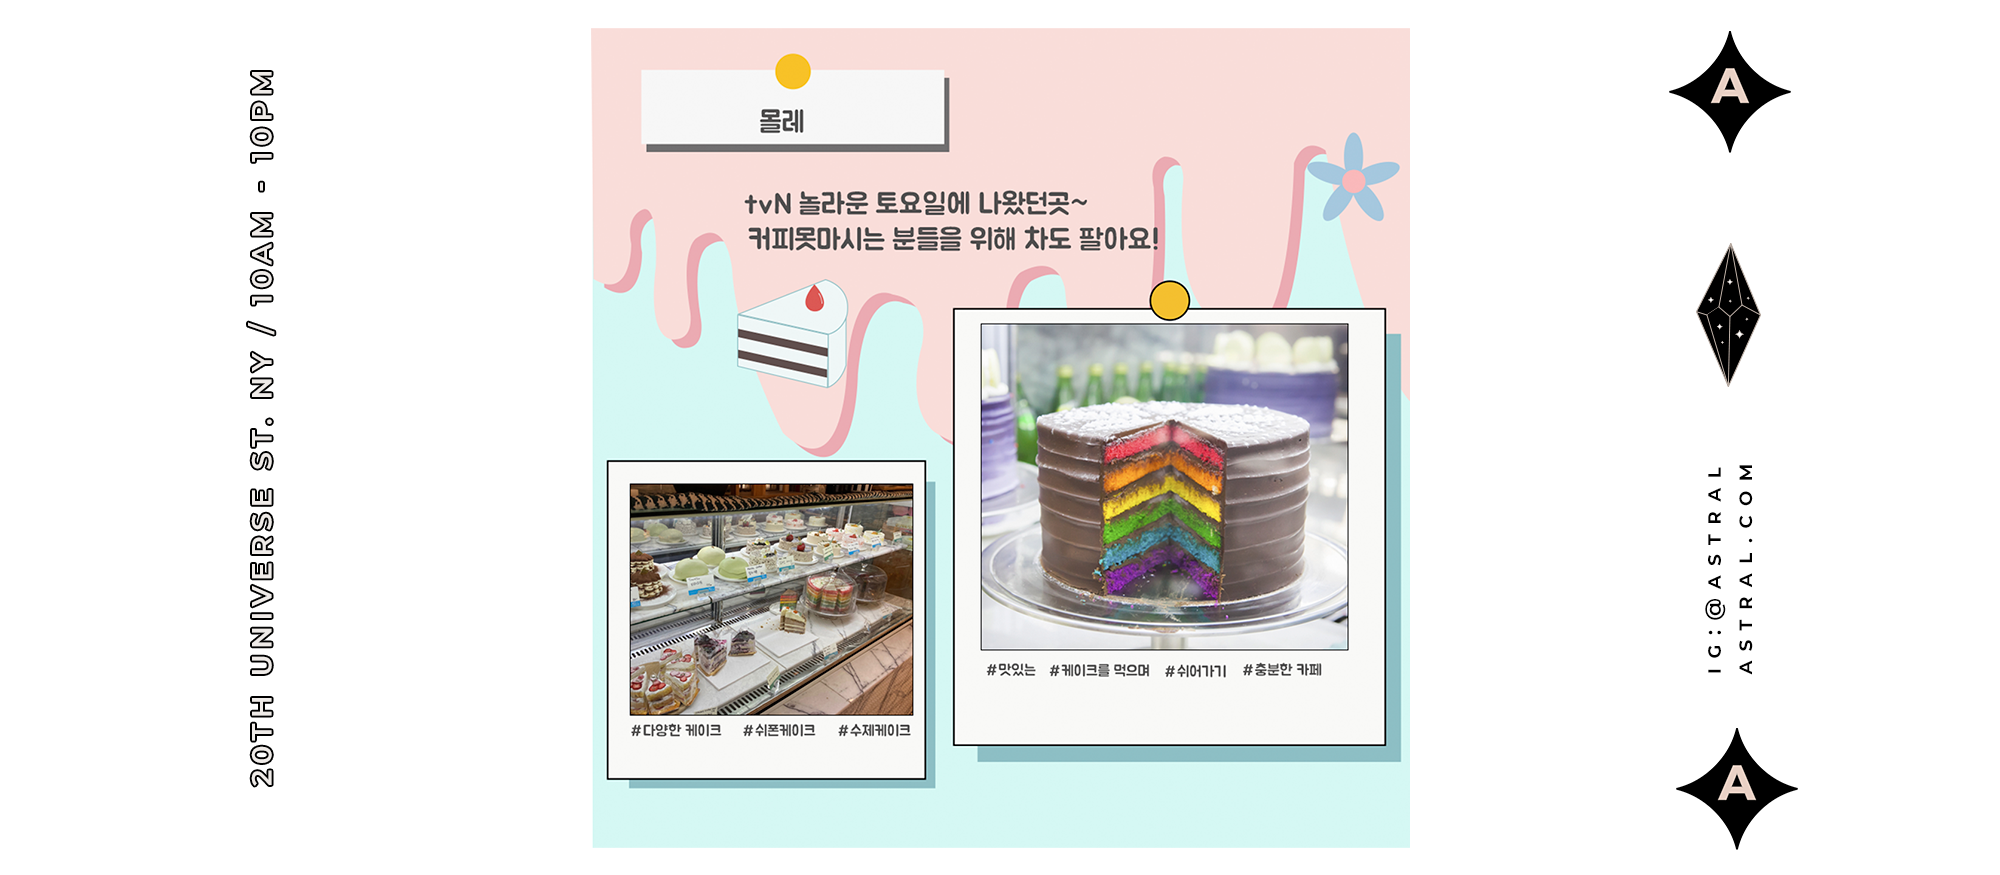 20TH UNIVERSE ST. NY / 10AM - 10PM
몰레
tvN 놀라운 토요일에 나왔던곳~
커피못마시는 분들을 위해 차도 팔아요!
#맛있는 #케이크를 먹으며 #쉬어가기 #충분한 카페
#다양한 케이크 #쉬폰케이크 #수제케이크
A
IG:@ASTRAL
ASTRAL.COM
A